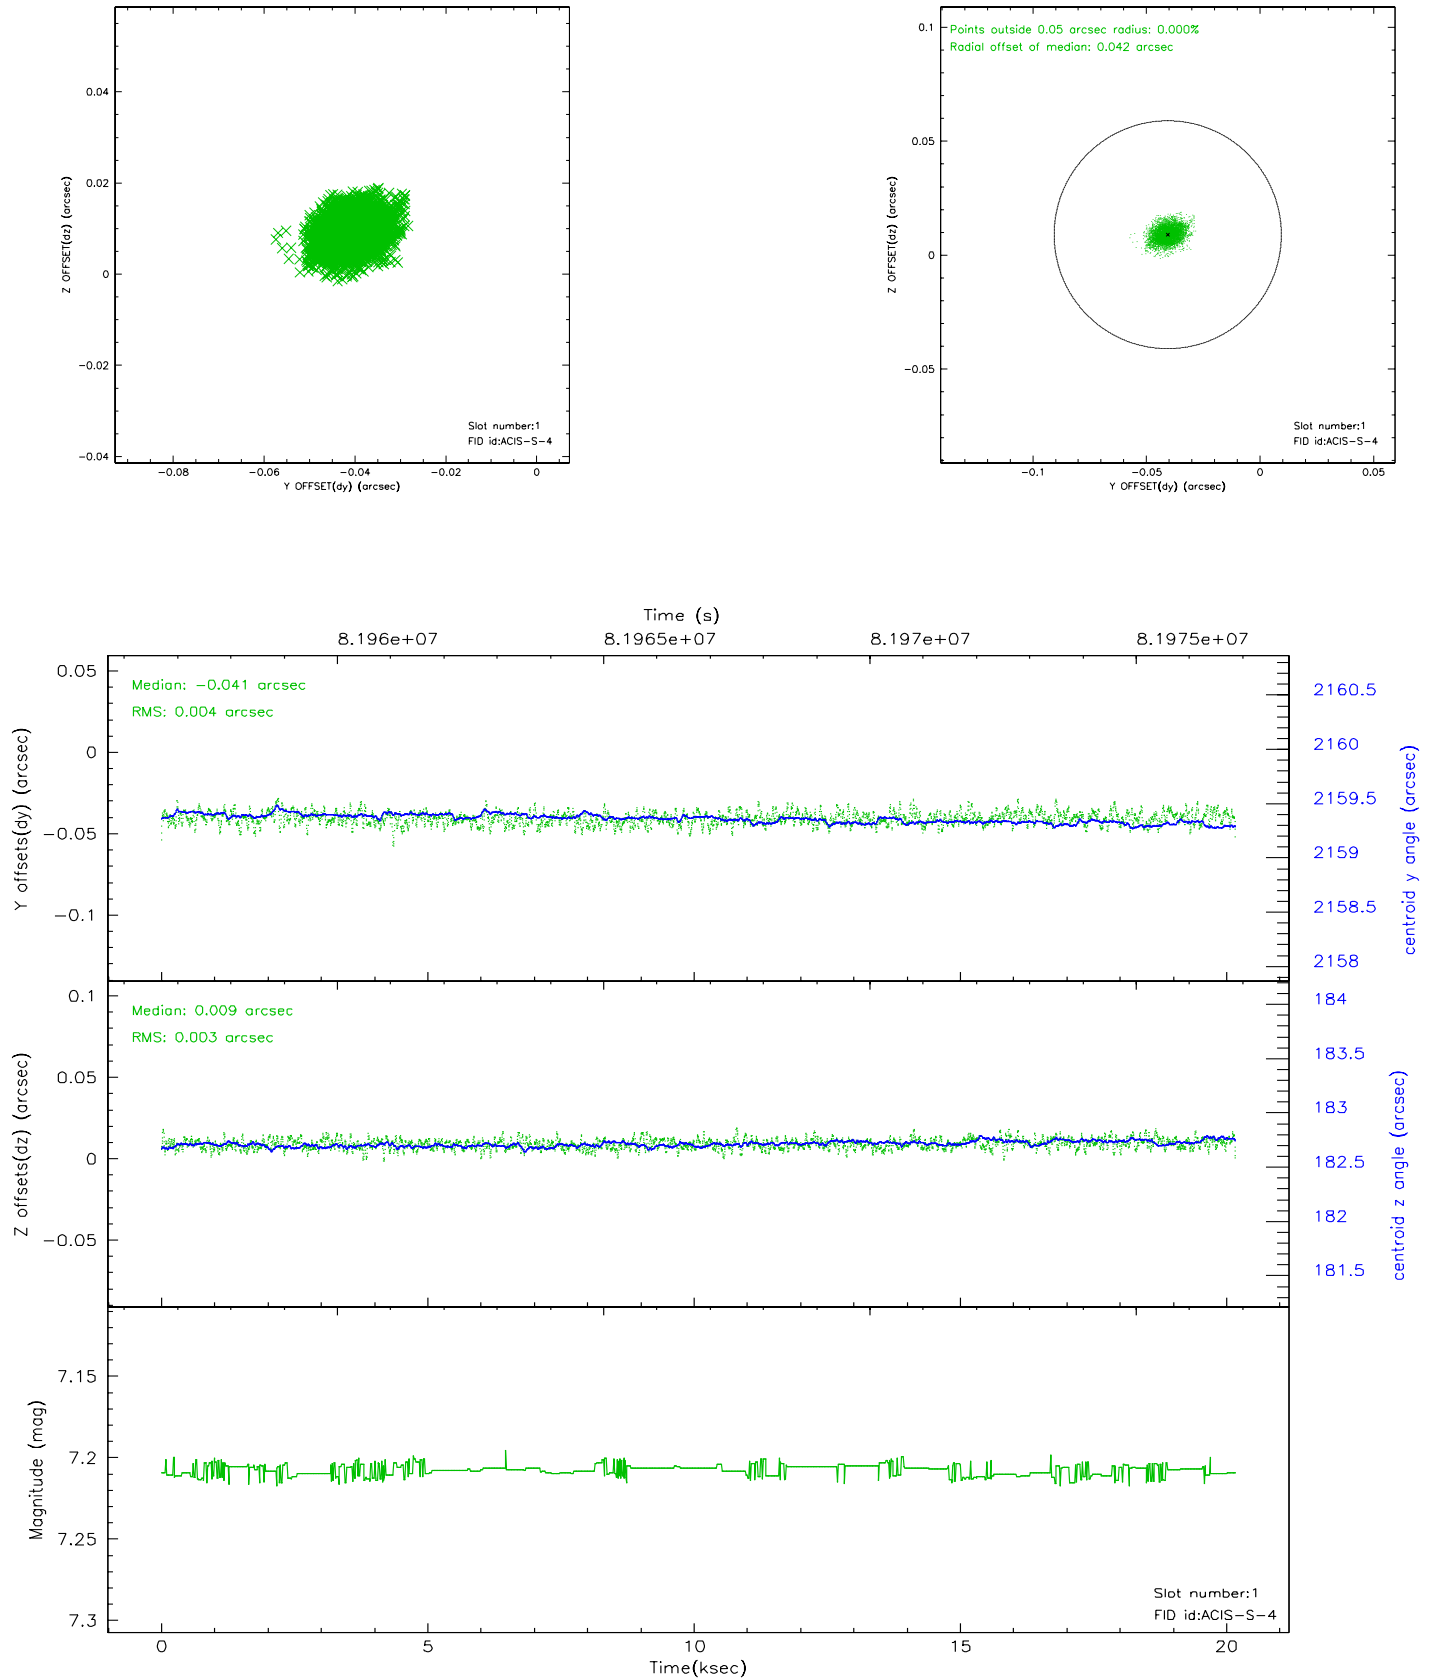 0.04
0.02
0
−0.02
−0.04
Z OFFSET(dz) (arcsec)
Slot number:1
FID id:ACIS−S−4
−0.08 −0.06 −0.04 −0.02 0
Y OFFSET(dy) (arcsec)
Points outside 0.05 arcsec radius: 0.000%
Radial offset of median: 0.042 arcsec
0.1
0.05
0
−0.05
Z OFFSET(dz) (arcsec)
Slot number:1
FID id:ACIS−S−4
−0.1 −0.05 0 0.05
Y OFFSET(dy) (arcsec)
Time (s)
8.196e+07 8.1965e+07 8.197e+07 8.1975e+07
Median: −0.041 arcsec
RMS: 0.004 arcsec
0.05
0
−0.05
−0.1
Y offsets(dy) (arcsec)
2160.5
2160
2159.5
2159
2158.5
2158
centroid y angle (arcsec)
Median: 0.009 arcsec
RMS: 0.003 arcsec
0.1
0.05
0
−0.05
Z offsets(dz) (arcsec)
184
183.5
183
182.5
182
181.5
centroid z angle (arcsec)
7.15
7.2
7.25
7.3
Magnitude (mag)
Slot number:1
FID id:ACIS−S−4
0 5 10 15 20
Time(ksec)